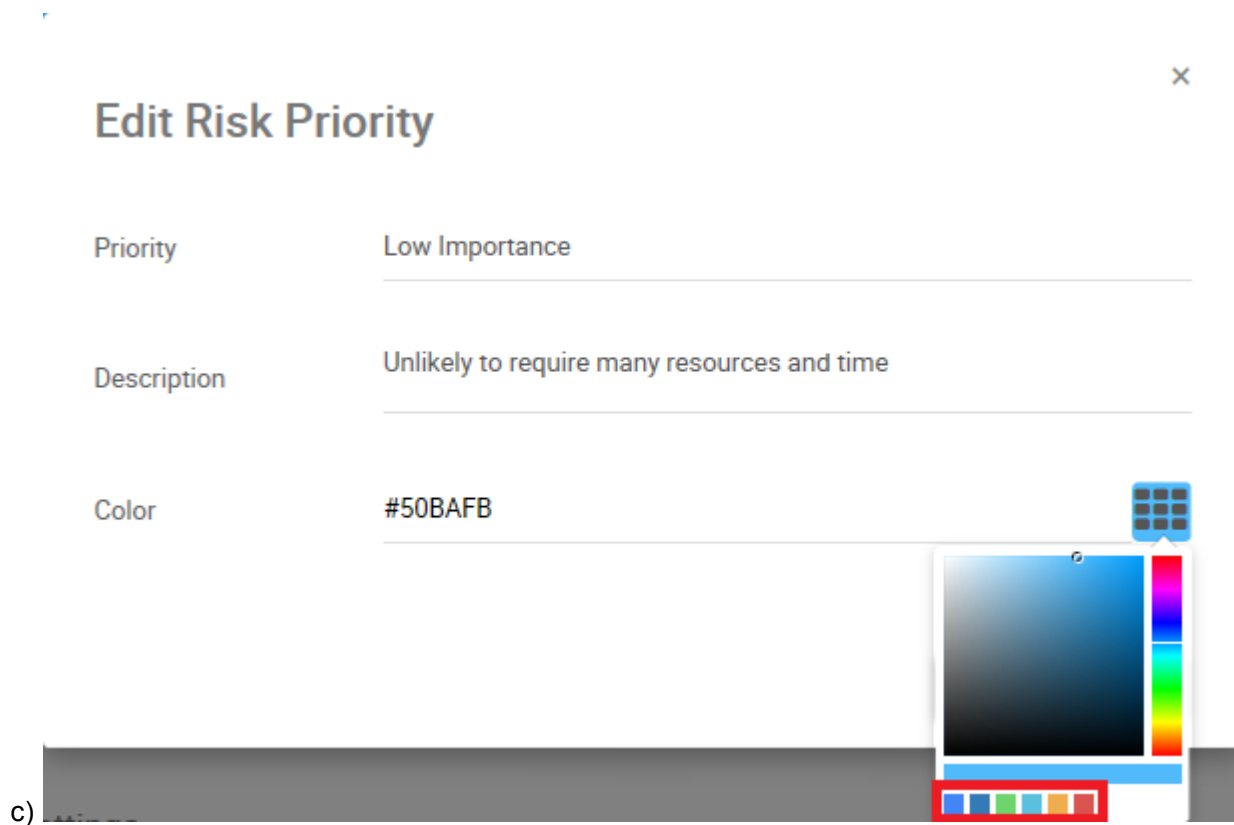 ×
Edit Risk Priority
Priority Low Importance
Description Unlikely to require many resources and time
Color #50BAFB
c)